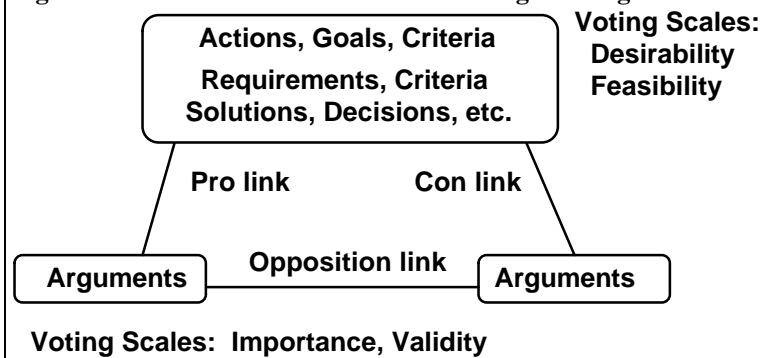 Voting Scales:
Actions, Goals, Criteria
Desirability
Requirements, Criteria
Feasibility
Solutions, Decisions, etc.
Pro link
Con link
Opposition link
Arguments
Arguments
Voting Scales: Importance, Validity